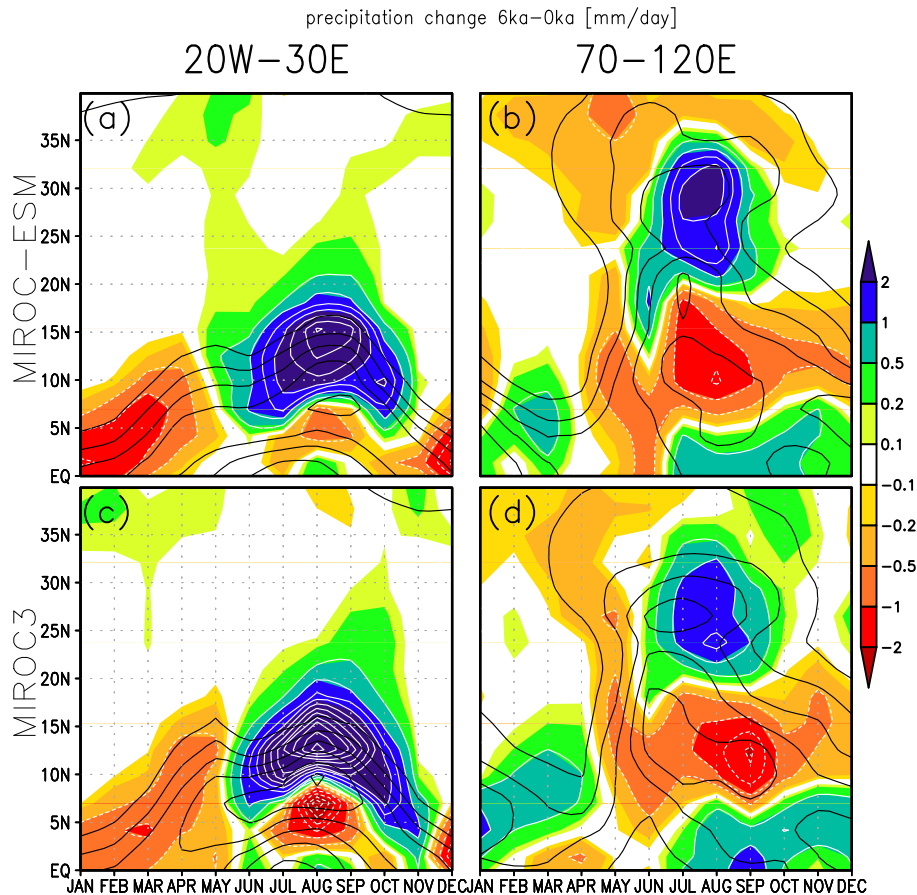 precipitation change 6ka−0ka [mm/day]
20W−30E 70−120E
MIROC−ESM
(a) (b)
35N
30N
25N
20N
15N
10N
5N
EQ
2
1
0.5
0.2
0.1
−0.1
−0.2
−0.5
−1
−2
MIROC3
(c) (d)
35N
30N
25N
20N
15N
10N
5N
EQ
JAN FEB MAR APR MAY JUN JUL AUG SEP OCT NOV DEC JAN FEB MAR APR MAY JUN JUL AUG SEP OCT NOV DEC